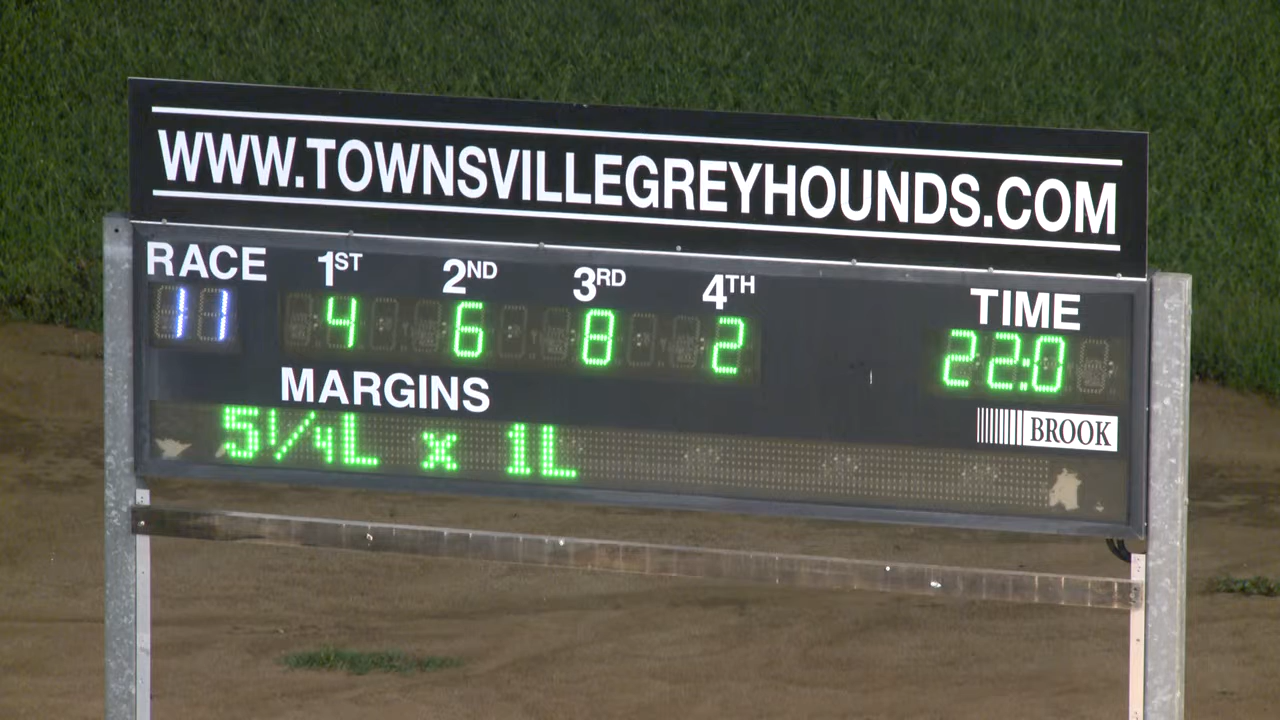 WWW.TOWNSVILLEGREYHOUNDS.COM
RACE 1ST 2ND 3RD 4TH TIME
11 4 6 8 2 22:0
MARGINS
BROOK
5¼L x 1L